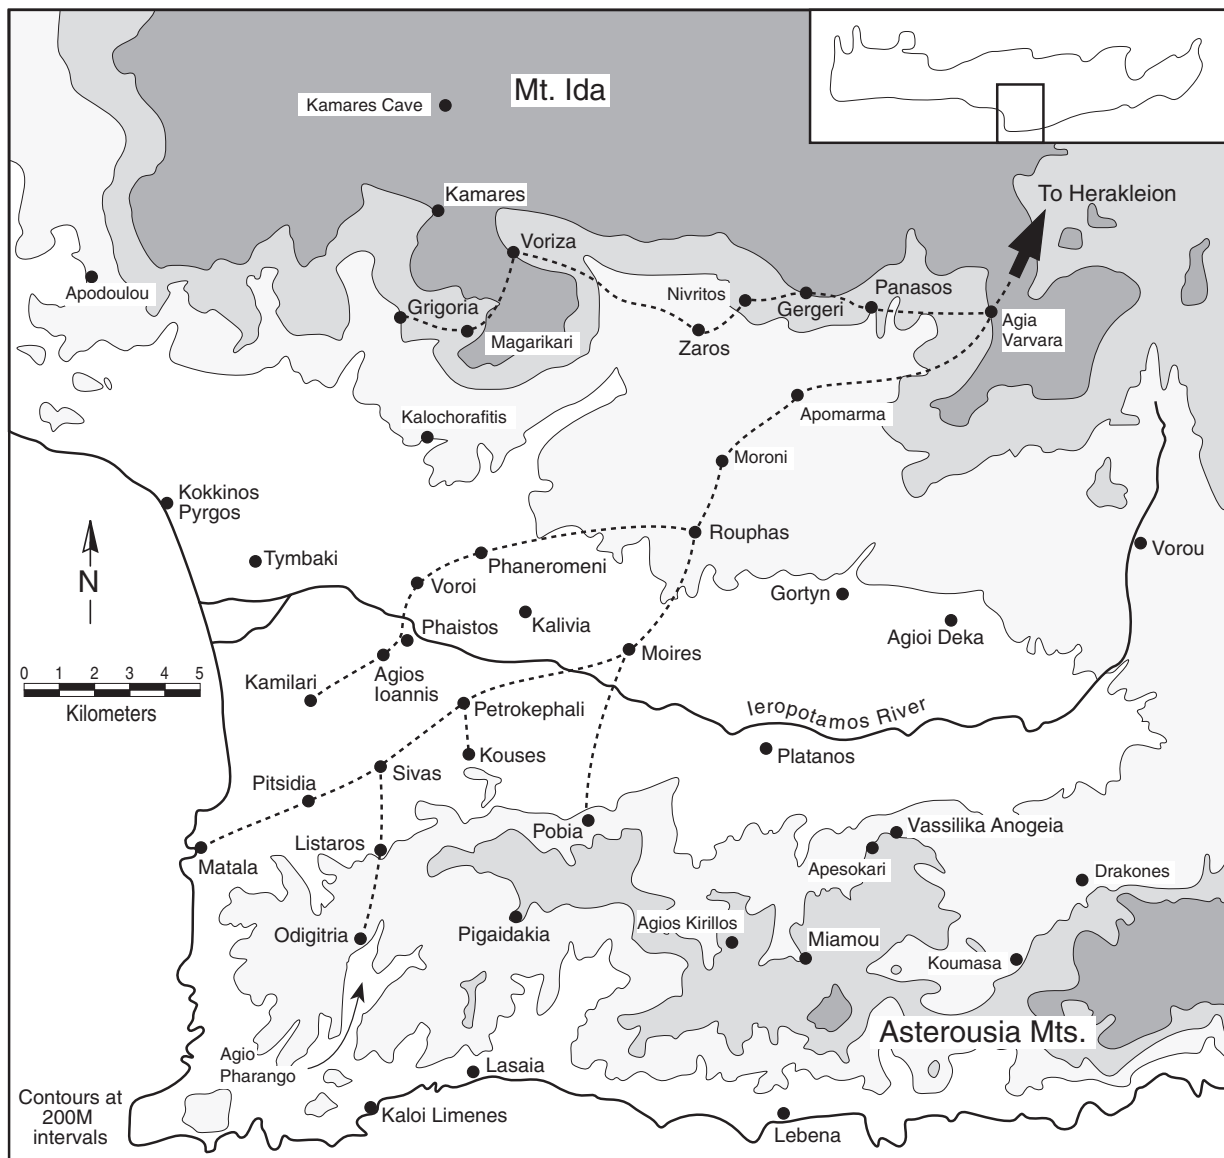 Mt. Ida
Kamares Cave
Kamares
To Herakleion
Voriza
Apodoulou
Grigoria
Magarikari
Nivritos
Gergeri
Panasos
Zaros
Agia
Varvara
Apomarma
Kalochorafitis
Moroni
Kokkinos
Pyrgos
Rouphas
Tymbaki
Phaneromeni
Vorou
N
Voroi
Gortyn
Phaistos
Kalivia
Agioi Deka
Moires
0 1 2 3 4 5
Kilometers
Kamilari
Agios
Ioannis
Petrokephali
Ieropotamos River
Kouses
Platanos
Sivas
Pitsidia
Pobia
Vassilika Anogeia
Listaros
Matala
Apesokari
Drakones
Odigitria
Pigaidakia
Agios Kirillos
Miamou
Koumasa
Asterousia Mts.
Agio
Pharango
Lasaia
Contours at
200M
intervals
Kaloi Limenes
Lebena